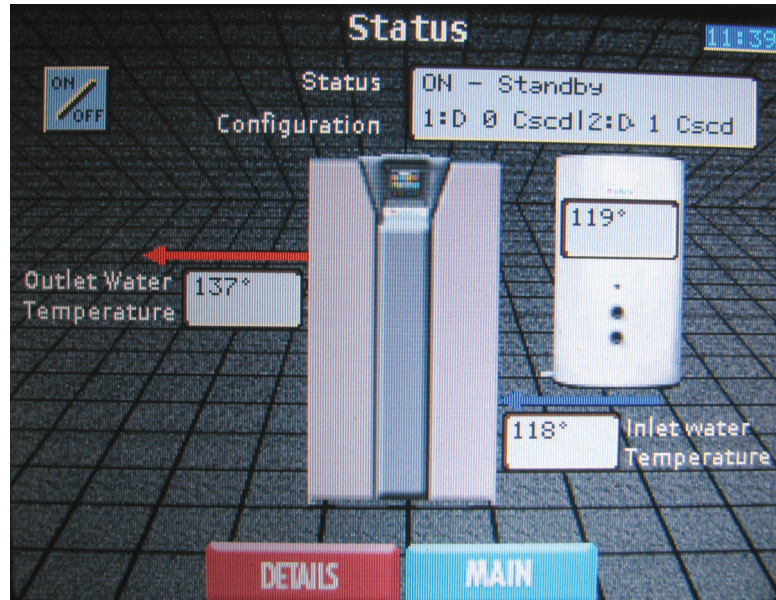 Status
11:39
ON
OFF
Status
ON - Standby
Configuration
1:D 0 Cscd|2:D 1 Cscd
119°
Outlet Water
Temperature
137°
118°
Inlet water
Temperature
DETAILS
MAIN